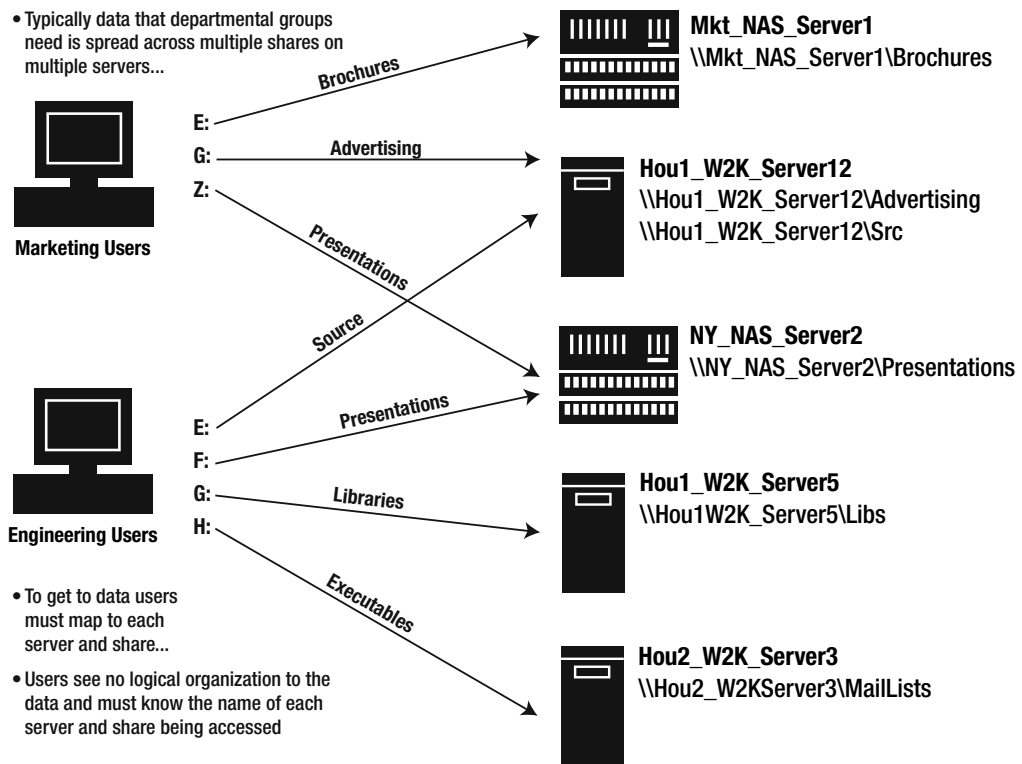 • Typically data that departmental groups
need is spread across multiple shares on
multiple servers...
Marketing Users
E:
G:
Z:
Brochures
Advertising
Presentations
Mkt_NAS_Server1
\\Mkt_NAS_Server1\Brochures
Hou1_W2K_Server12
\\Hou1_W2K_Server12\Advertising
\\Hou1_W2K_Server12\Src
NY_NAS_Server2
\\NY_NAS_Server2\Presentations
Engineering Users
E:
F:
G:
H:
Source
Presentations
Libraries
Executables
Hou1_W2K_Server5
\\Hou1W2K_Server5\Libs
Hou2_W2K_Server3
\\Hou2_W2KServer3\MailLists
• To get to data users
must map to each
server and share...
• Users see no logical organization to the
data and must know the name of each
server and share being accessed